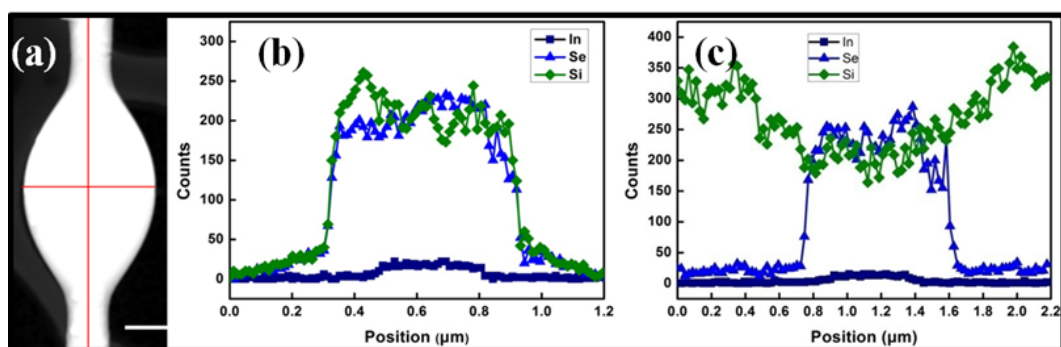 (a)
(b)
In
Se
Si
300
250
200
150
100
50
0
Counts
0.0 0.2 0.4 0.6 0.8 1.0 1.2
Position (µm)
(c)
In
Se
Si
400
350
300
250
200
150
100
50
0
Counts
0.0 0.2 0.4 0.6 0.8 1.0 1.2 1.4 1.6 1.8 2.0 2.2
Position (µm)